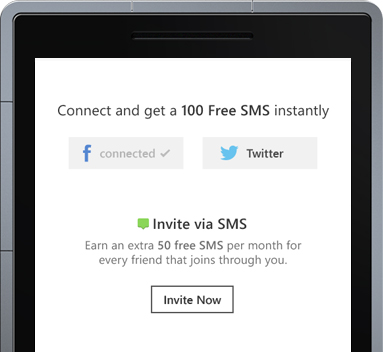 Connect and get a 100 Free SMS instantly
f connected ✓
Twitter
Invite via SMS
Earn an extra 50 free SMS per month for
every friend that joins through you.
Invite Now